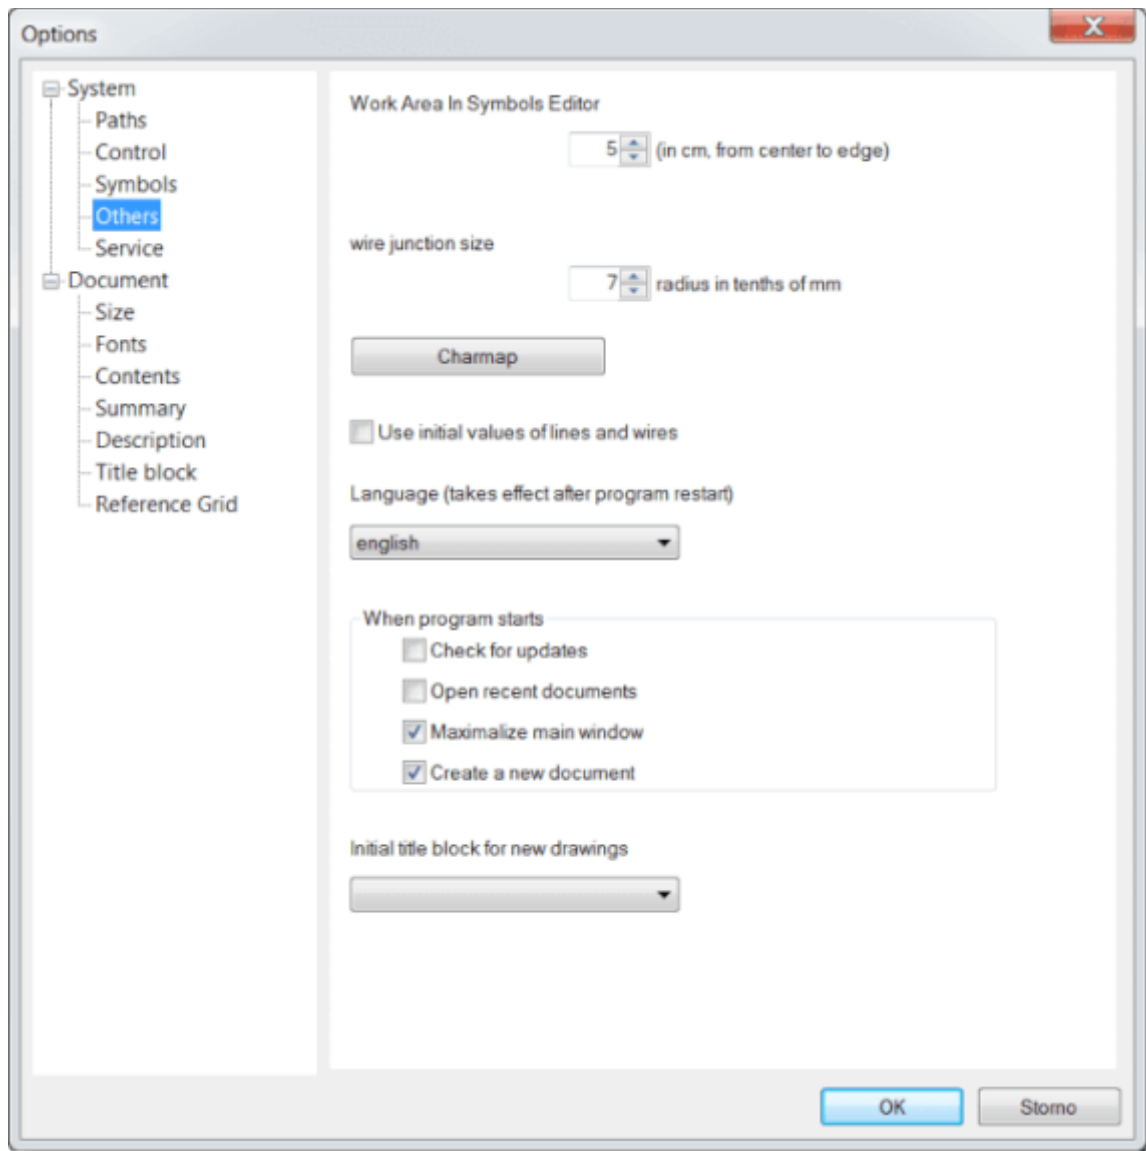 Options
System
Paths
Control
Symbols
Others
Service
Document
Size
Fonts
Contents
Summary
Description
Title block
Reference Grid
Work Area In Symbols Editor
5 (in cm, from center to edge)
wire junction size
7 radius in tenths of mm
Charmap
Use initial values of lines and wires
Language (takes effect after program restart)
english
When program starts
Check for updates
Open recent documents
Maximalize main window
Create a new document
Initial title block for new drawings
OK Storno